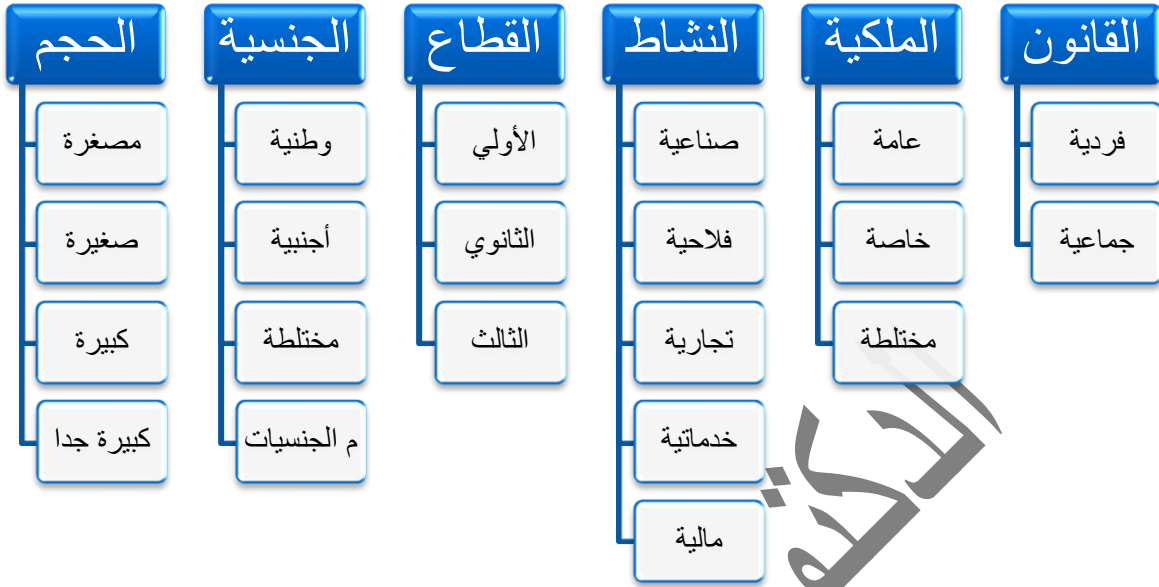 القانون
فردية
جماعية
الملكية
عامة
خاصة
مختلطة
النشاط
صناعية
فلاحية
تجارية
خدماتية
مالية
القطاع
الأولي
الثانوي
الثالث
الجنسية
وطنية
أجنبية
مختلطة
م الجنسيات
الحجم
مصغرة
صغيرة
كبيرة
كبيرة جدا